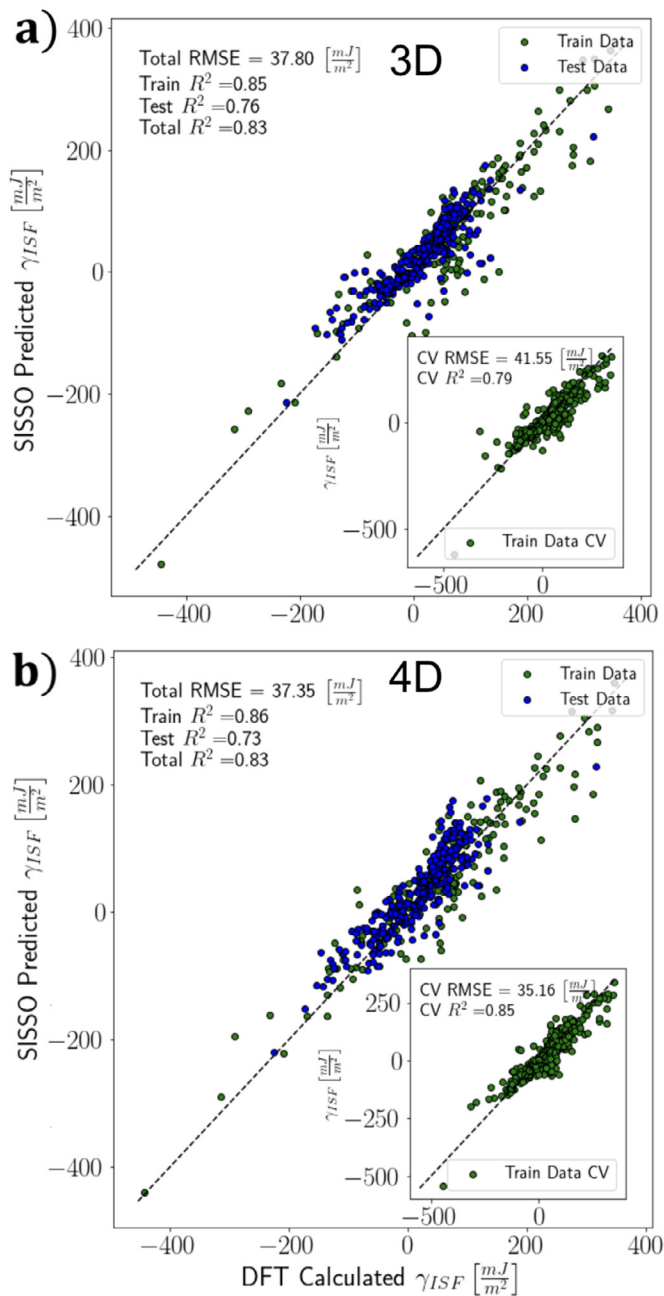 a)
Total RMSE = 37.80 [mJ/m²]
Train R² =0.85
Test R² =0.76
Total R² =0.83
3D
Train Data
Test Data
SISSO Predicted γ_ISF [mJ/m²]
400
200
0
−200
−400
CV RMSE = 41.55 [mJ/m²]
CV R² =0.79
γ_ISF [mJ/m²]
0
−500
Train Data CV
−500
0
−400
−200
0
200
400
b)
Total RMSE = 37.35 [mJ/m²]
Train R² =0.86
Test R² =0.73
Total R² =0.83
4D
Train Data
Test Data
SISSO Predicted γ_ISF [mJ/m²]
400
200
0
−200
−400
CV RMSE = 35.16 [mJ/m²]
CV R² =0.85
γ_ISF [mJ/m²]
250
0
−250
−500
Train Data CV
−500
0
−400
−200
0
200
400
DFT Calculated γ_ISF [mJ/m²]